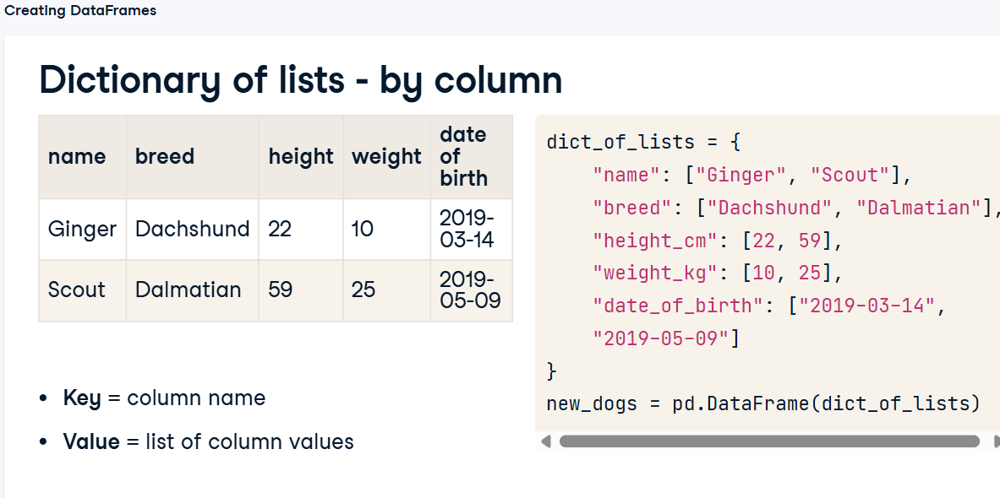 Creating DataFrames
Dictionary of lists - by column
name breed height weight date of birth
Ginger Dachshund 22 10 2019-03-14
Scout Dalmatian 59 25 2019-05-09
• Key = column name
• Value = list of column values
dict_of_lists = {
    "name": ["Ginger", "Scout"],
    "breed": ["Dachshund", "Dalmatian"],
    "height_cm": [22, 59],
    "weight_kg": [10, 25],
    "date_of_birth": ["2019-03-14",
    "2019-05-09"]
}
new_dogs = pd.DataFrame(dict_of_lists)